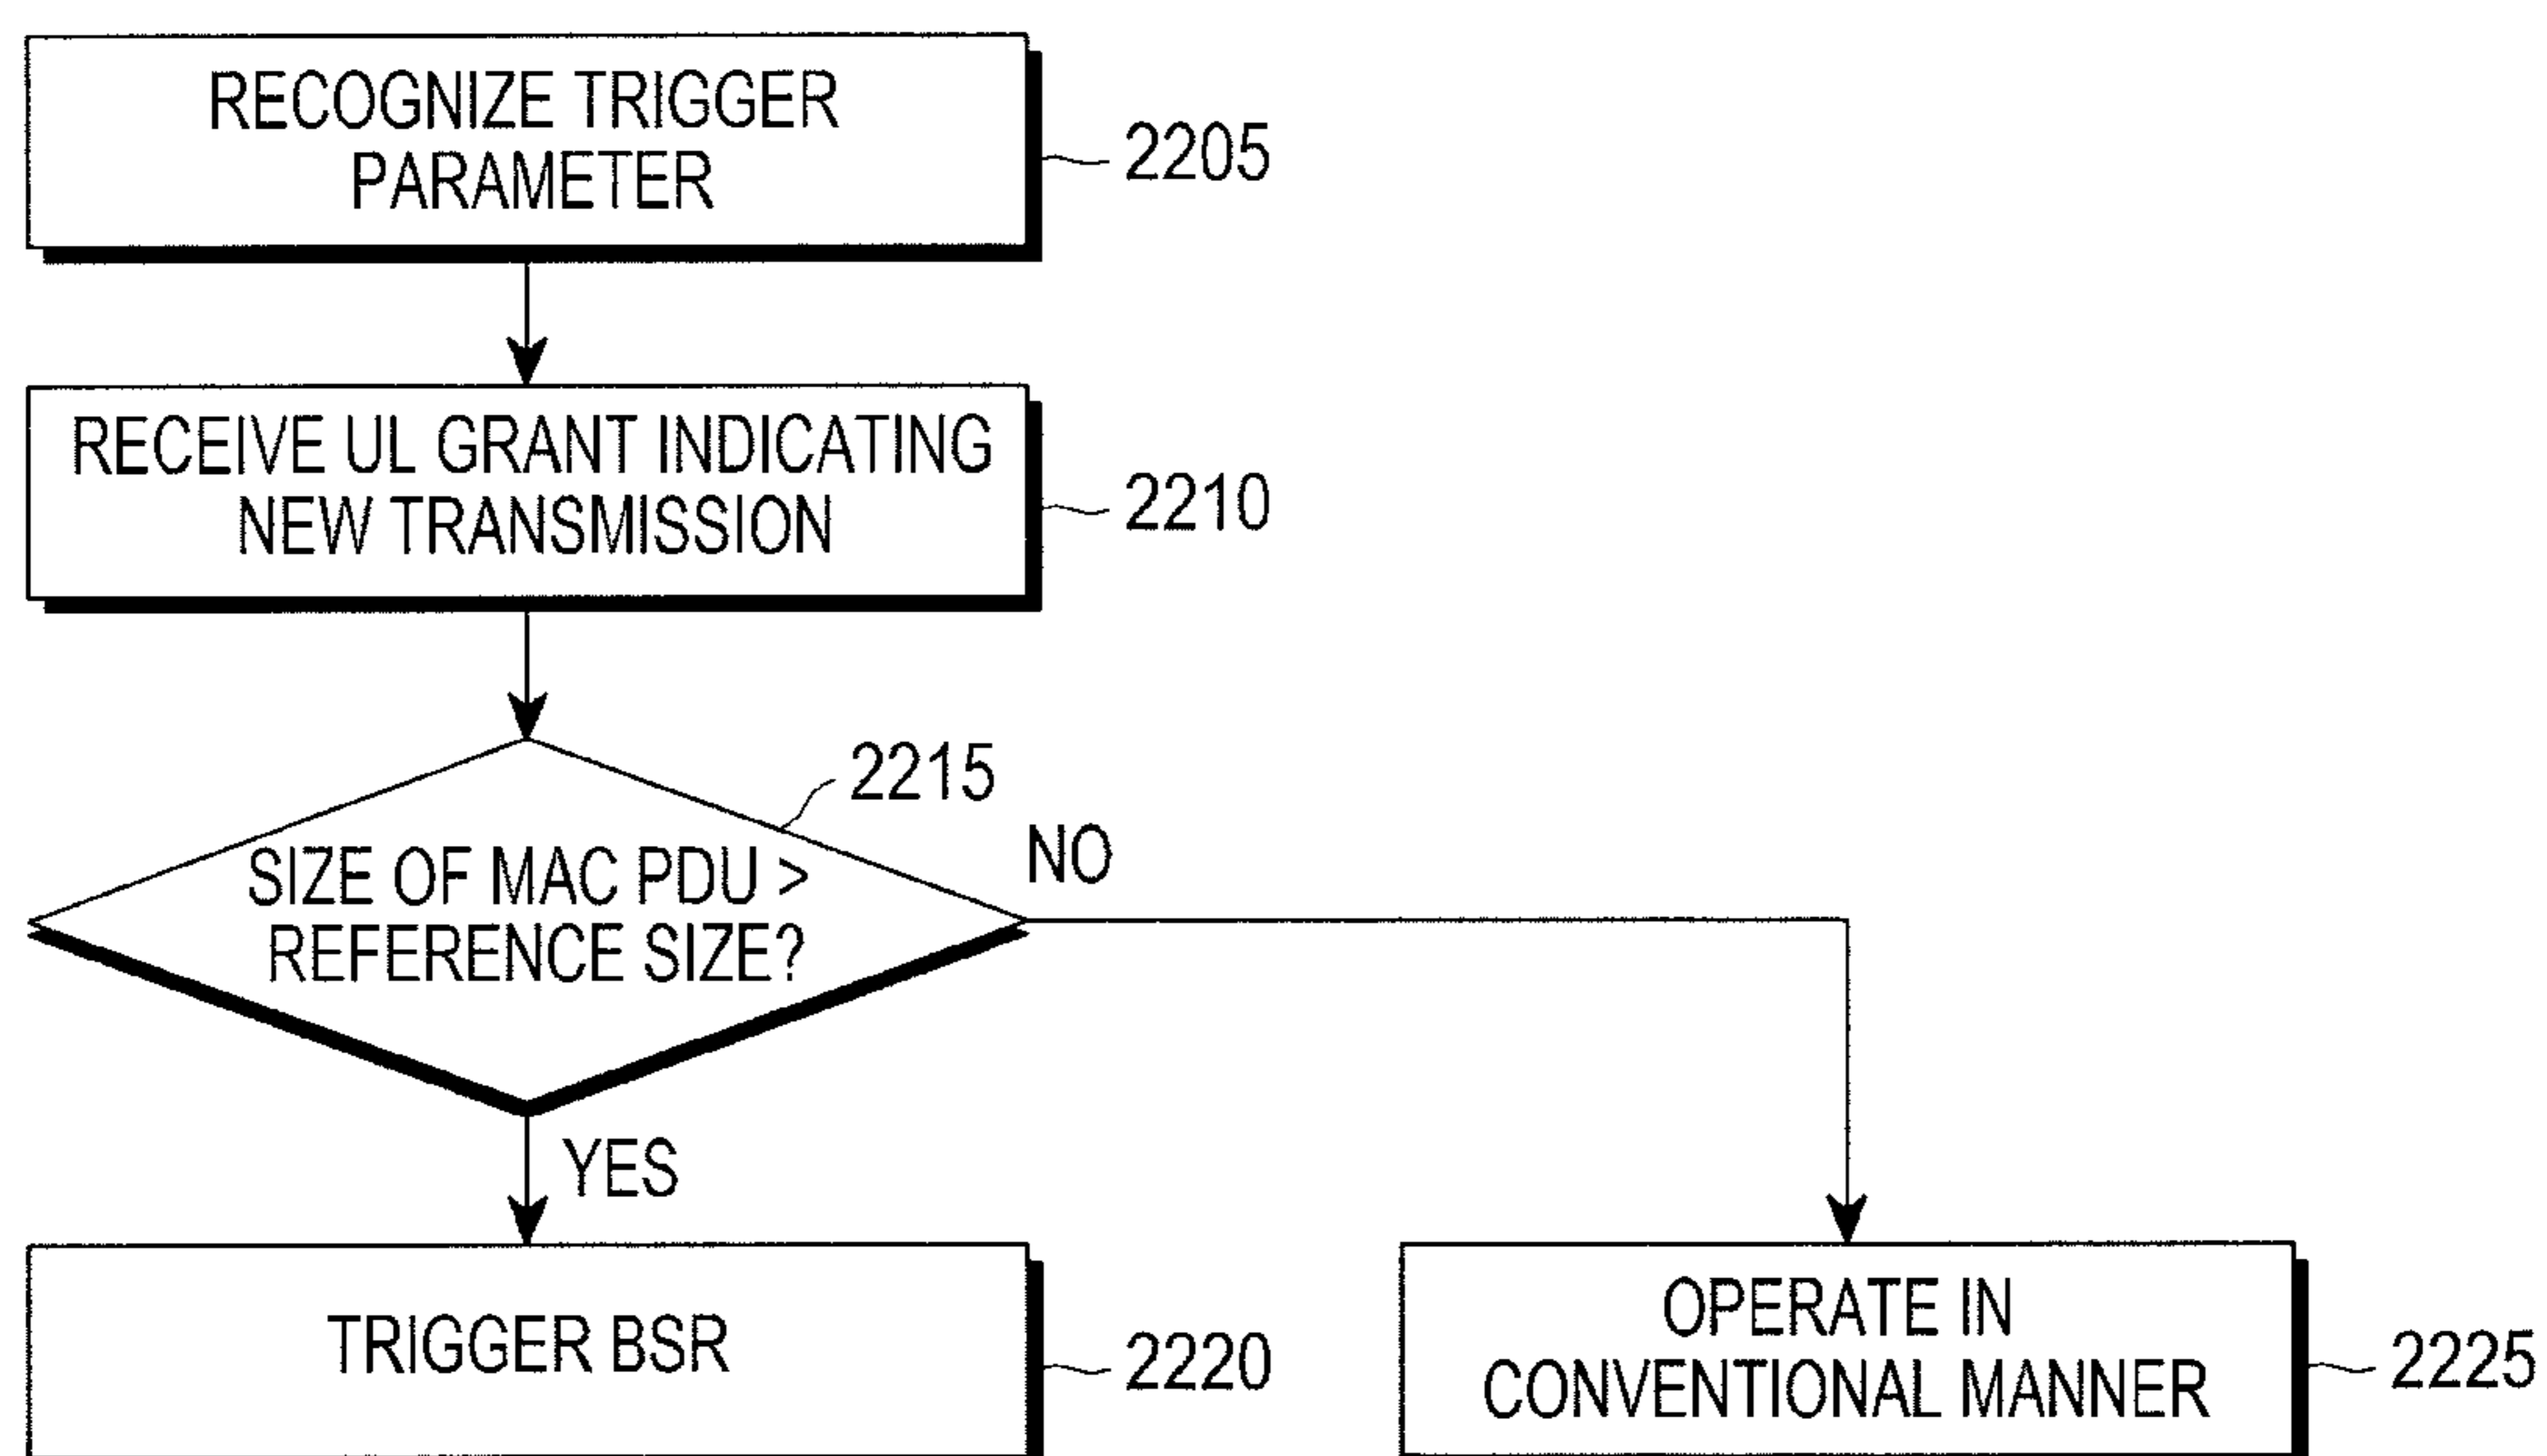 RECOGNIZE TRIGGER
PARAMETER
2205
RECEIVE UL GRANT INDICATING
NEW TRANSMISSION
2210
2215
SIZE OF MAC PDU >
REFERENCE SIZE?
NO
YES
TRIGGER BSR
2220
OPERATE IN
CONVENTIONAL MANNER
2225